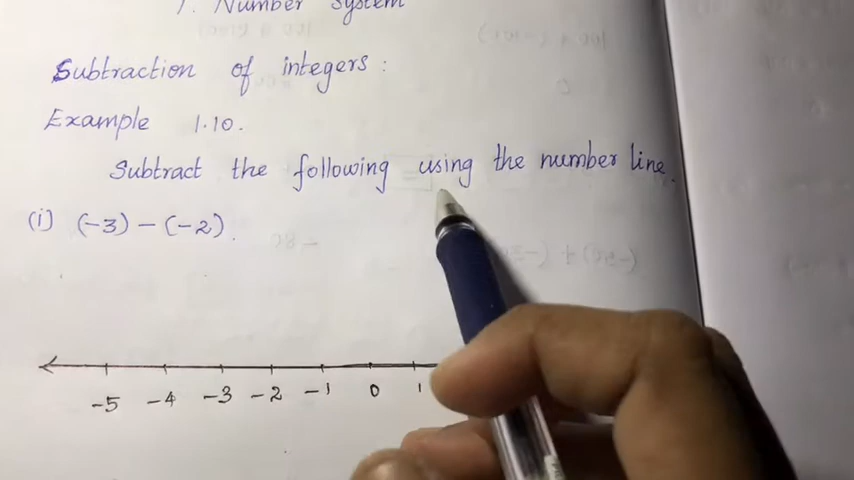 1. Number System
Subtraction of integers:
Example 1.10.
Subtract the following using the number line.
(i) (-3) - (-2).
-5 -4 -3 -2 -1 0 1